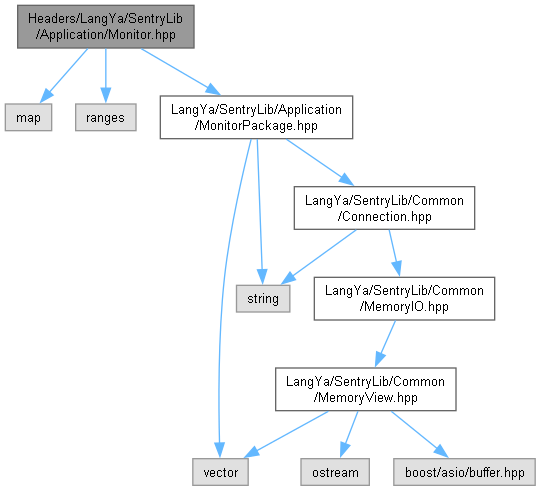 Headers/LangYa/SentryLib
/Application/Monitor.hpp
map
ranges
LangYa/SentryLib/Application
/MonitorPackage.hpp
LangYa/SentryLib/Common
/Connection.hpp
string
LangYa/SentryLib/Common
/MemoryIO.hpp
LangYa/SentryLib/Common
/MemoryView.hpp
vector
ostream
boost/asio/buffer.hpp